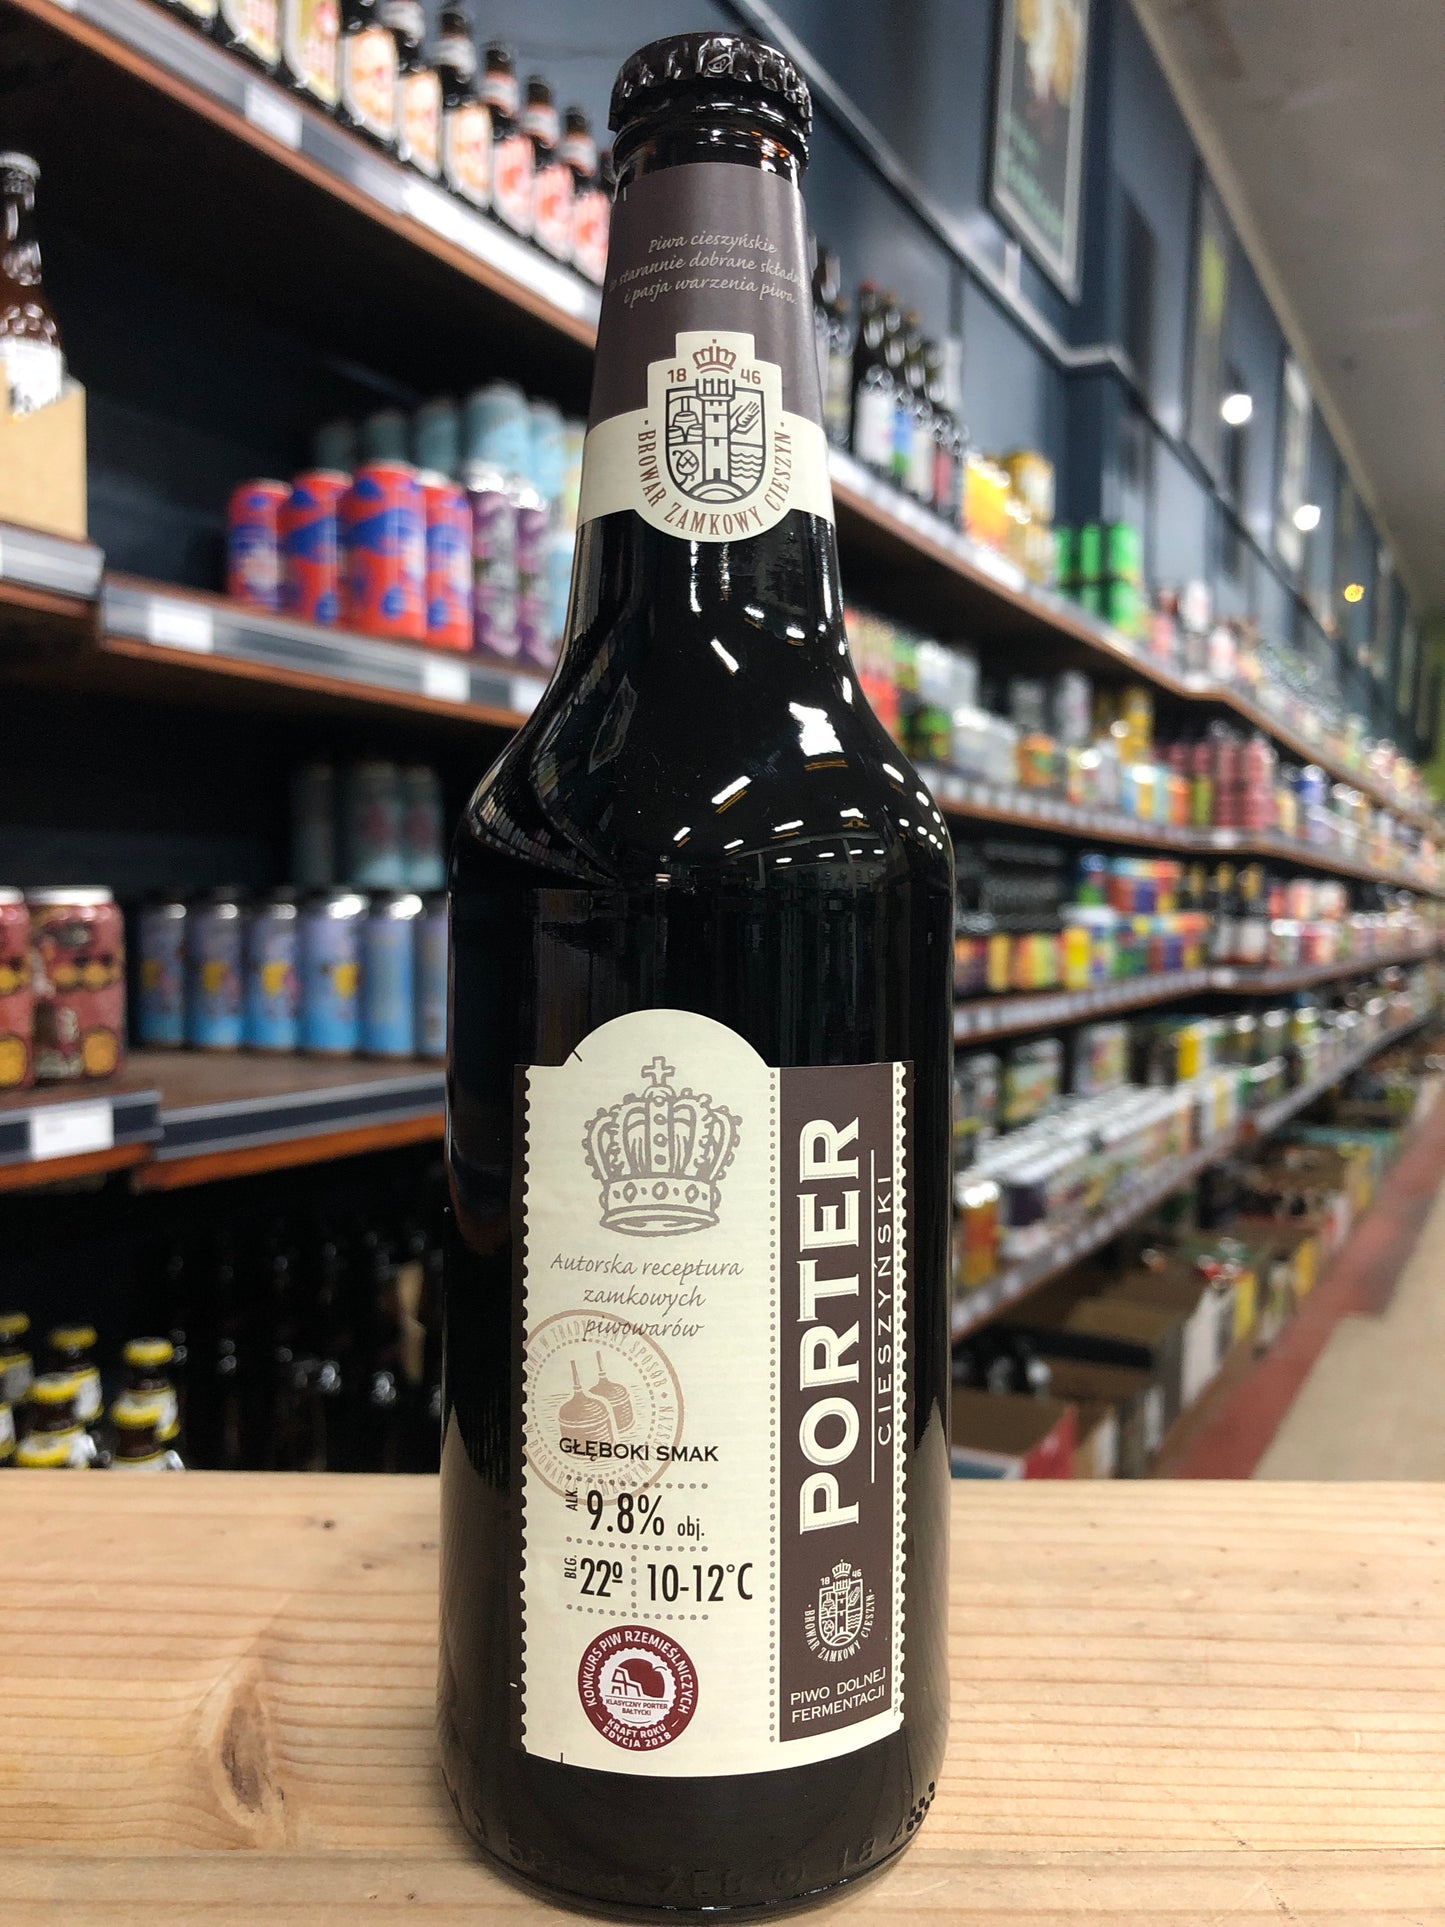 Piwa cieszyńskie
starannie dobrane
i pasja warzenia piwa
18 46
· BROWAR ZAMKOWY CIESZYN ·
Autorska receptura
zamkowych
piwowarów
GŁĘBOKI SMAK
ALK. 9.8% obj.
BLG. 22º 10-12°C
KONKURS PIW RZEMIEŚLNICZYCH
KLASYCZNY PORTER
BAŁTYCKI
KRAFT ROKU
EDYCJA 2018
PORTER
CIESZYŃSKI
18 46
· BROWAR ZAMKOWY CIESZYN ·
PIWO DOLNEJ
FERMENTACJI